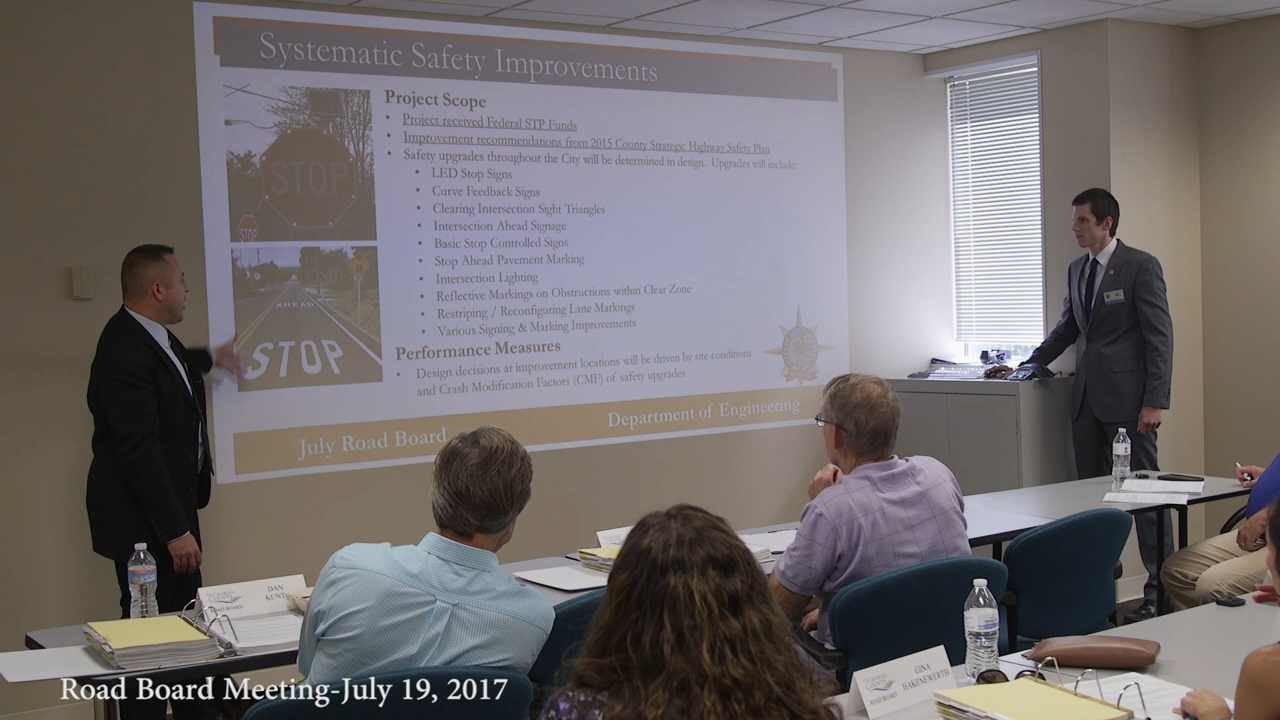 Systematic Safety Improvements
Project Scope
• Project received Federal STP Funds
• Improvement recommendations from 2015 County Strategic Highway Safety Plan
• Safety upgrades throughout the City will be determined in design. Upgrades will include:
• LED Stop Signs
• Curve Feedback Signs
• Clearing Intersection Sight Triangles
• Intersection Ahead Signage
• Basic Stop Controlled Signs
• Stop Ahead Pavement Marking
• Intersection Lighting
• Reflective Markings on Obstructions within Clear Zone
• Restriping / Reconfiguring Lane Markings
• Various Signing & Marking Improvements
Performance Measures
• Design decisions at improvement locations will be driven by site conditions
and Crash Modification Factors (CMF) of safety upgrades
STOP
STOP
AHEAD
STOP
July Road Board
Department of Engineering
DAN
ROAD BOARD
GINA
HAKENEWERTH
ROAD BOARD
Road Board Meeting-July 19, 2017